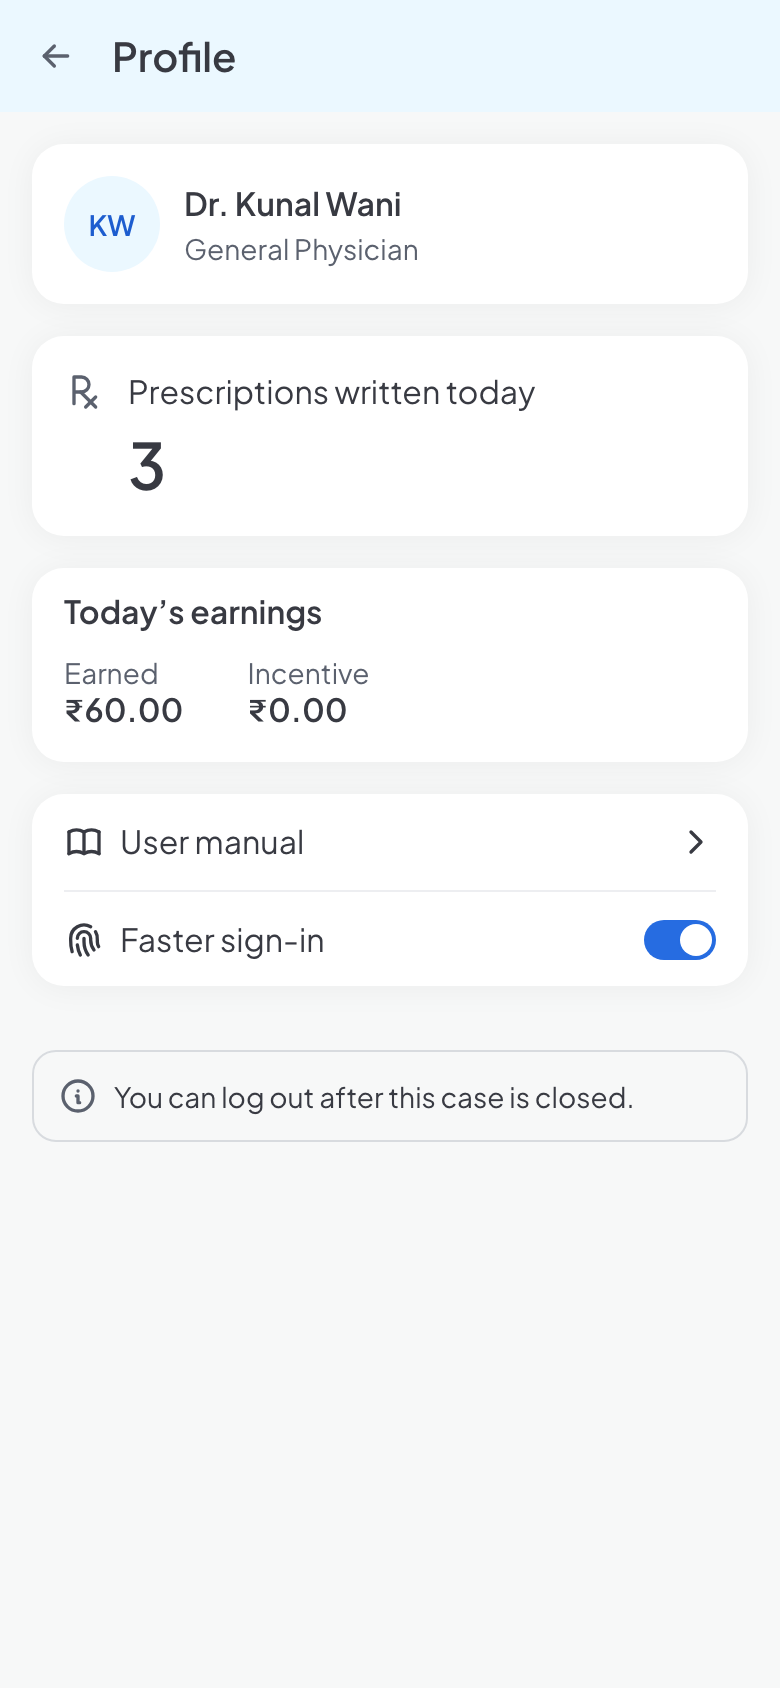 Profile
KW
Dr. Kunal Wani
General Physician
Prescriptions written today
3
Today’s earnings
Earned Incentive
₹60.00 ₹0.00
User manual
Faster sign-in
You can log out after this case is closed.